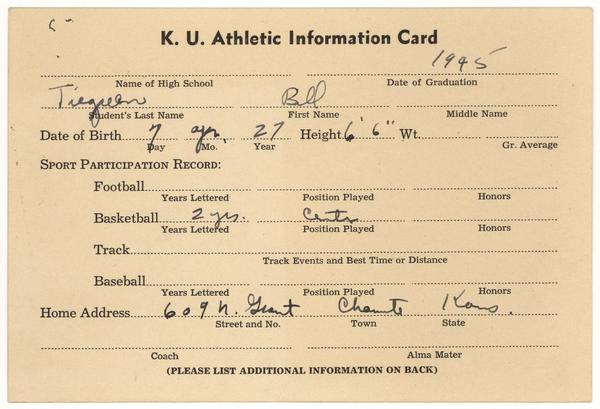 K. U. Athletic Information Card
1945
Name of High School Date of Graduation
Tiegreen Bill
Student's Last Name First Name Middle Name
Date of Birth 7 Apr. 27 Height 6' 6" Wt.
Day Mo. Year Gr. Average
SPORT PARTICIPATION RECORD:
Football
Years Lettered Position Played Honors
Basketball 2 yrs. Center
Years Lettered Position Played Honors
Track
Track Events and Best Time or Distance
Baseball
Years Lettered Position Played Honors
Home Address 609 N. Grant Chanute Kans.
Street and No. Town State
Coach Alma Mater
(PLEASE LIST ADDITIONAL INFORMATION ON BACK)